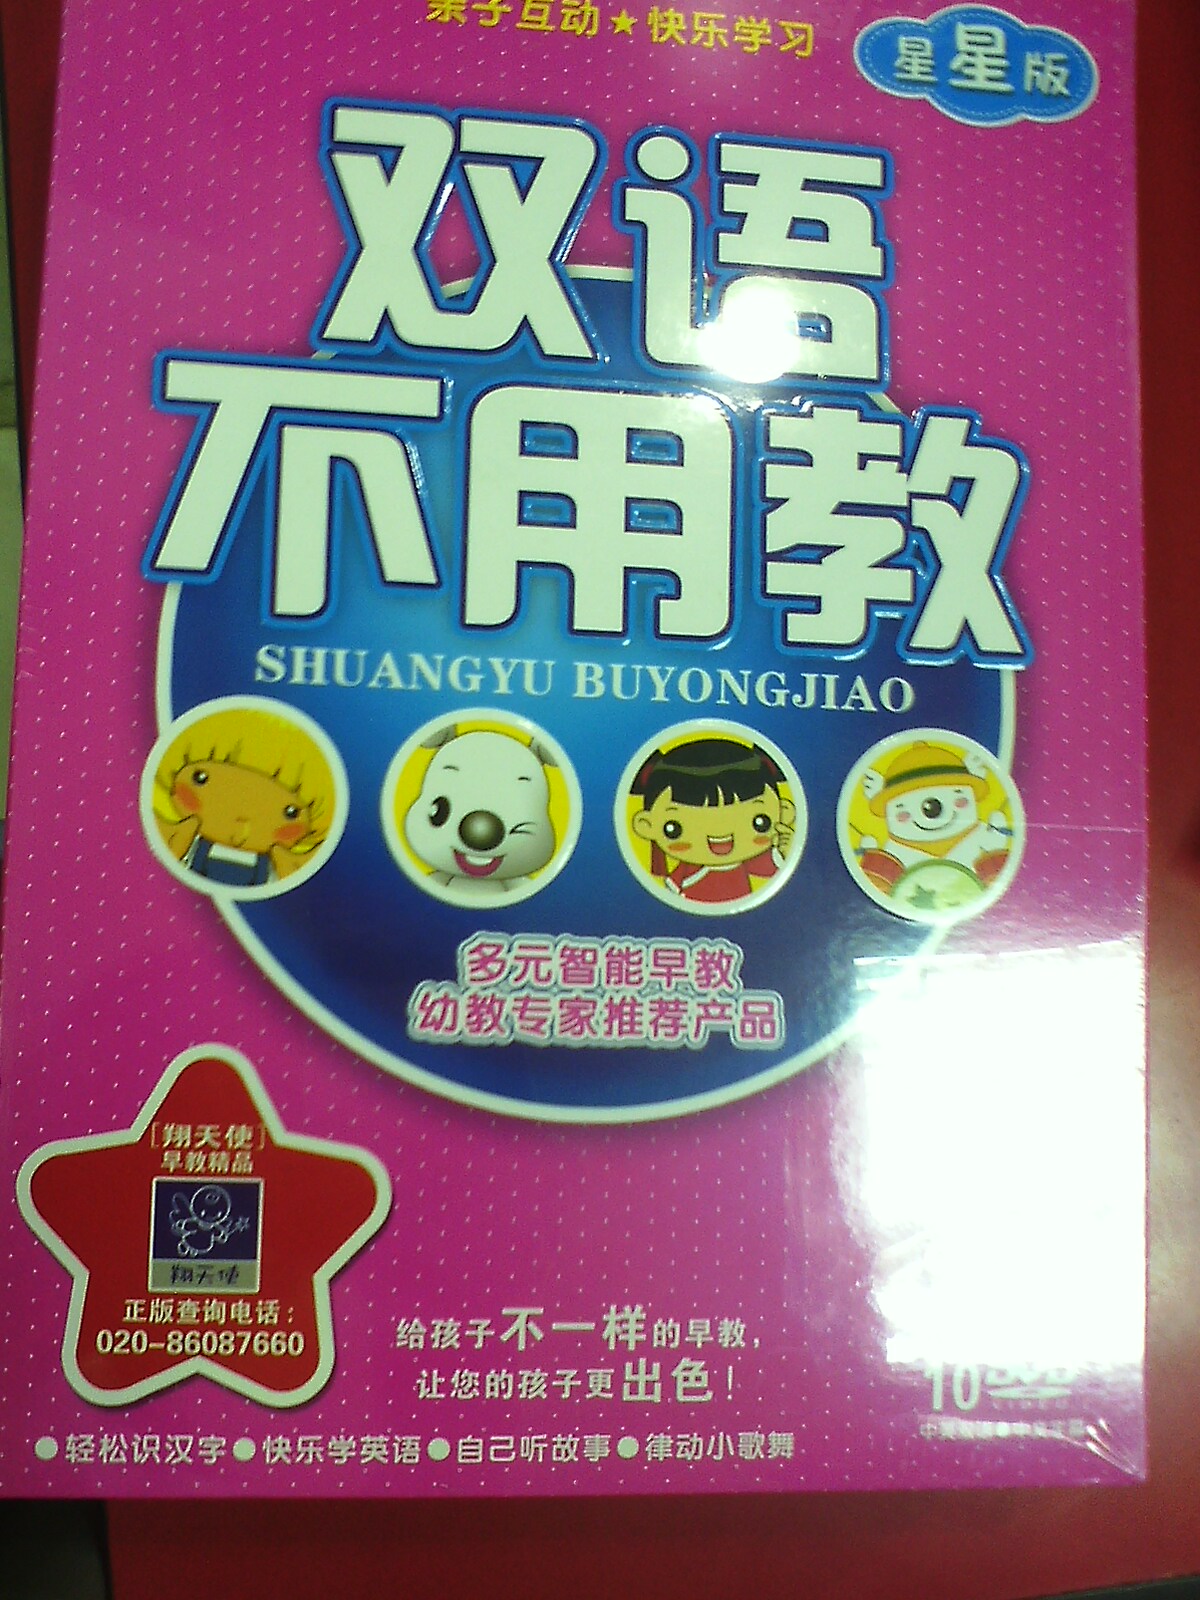 亲子互动★快乐学习
星星版
双语
不用教
SHUANGYU BUYONGJIAO
多元智能早教
幼教专家推荐产品
[翔天使]
早教精品
翔天使
正版查询电话:
020-86087660
给孩子不一样的早教,
让您的孩子更出色!
10
●轻松识汉字●快乐学英语●自己听故事●律动小歌舞